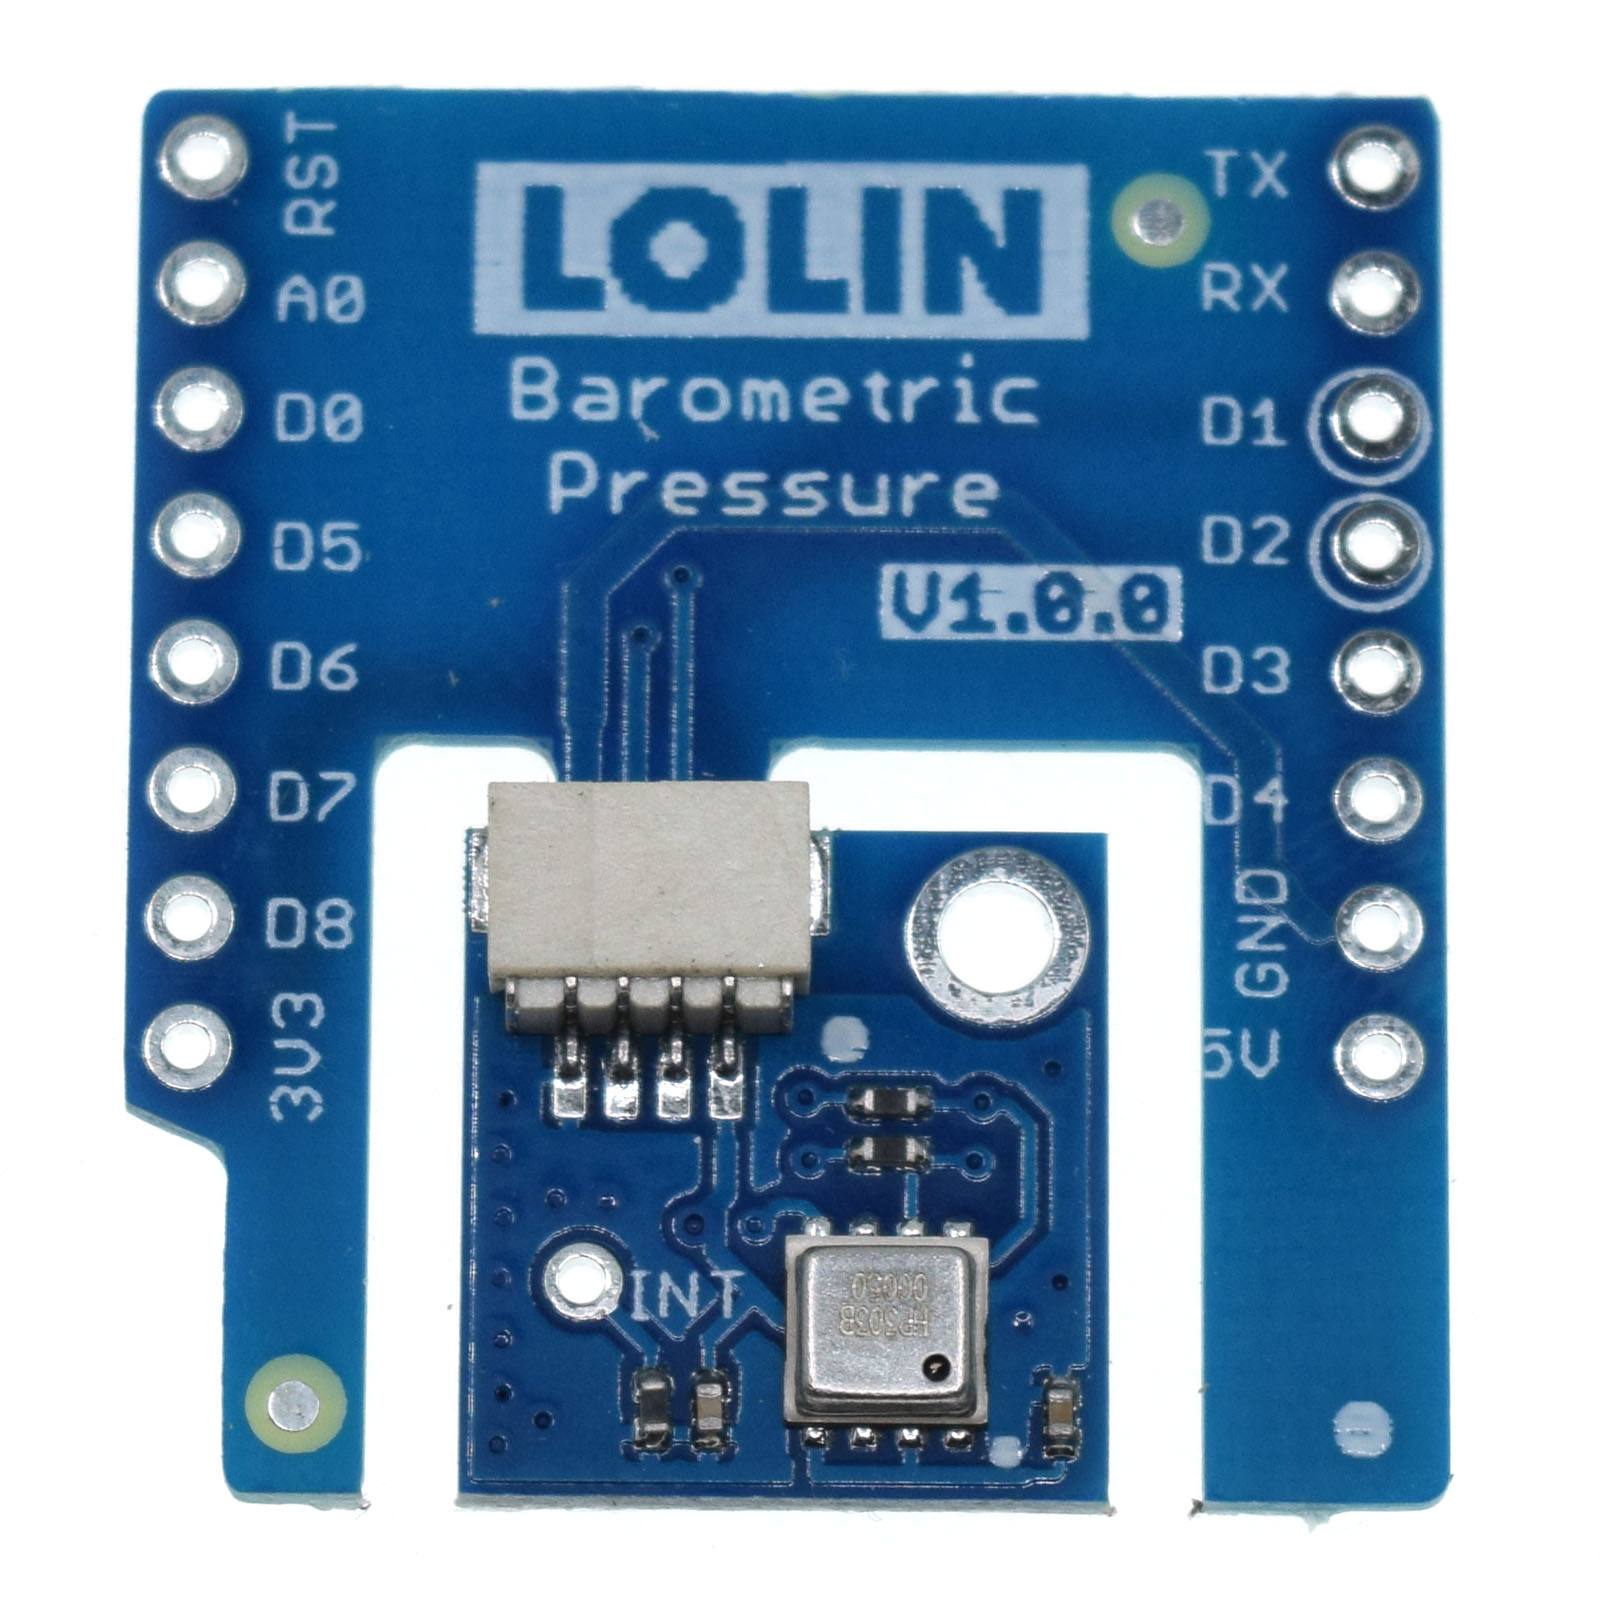 RST
A0
D0
D5
D6
D7
D8
3V3
LOLIN
Barometric
Pressure
V1.0.0
TX
RX
D1
D2
D3
D4
GND
5V
INT
HP303B
0G050